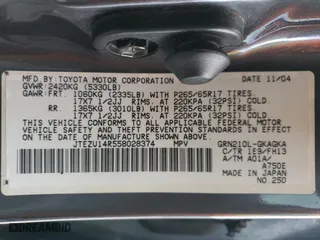 MFD. BY: TOYOTA MOTOR CORPORATION DATE: 11/04
GVWR: 2420KG (5330LB)
GAWR: FRT. 1060KG (2335LB) WITH P265/65R17 TIRES,
17X7 1/2JJ RIMS, AT 220KPA (32PSI) COLD.
RR. 1365KG (3010LB) WITH P265/65R17 TIRES,
17X7 1/2JJ RIMS, AT 220KPA (32PSI) COLD.
THIS VEHICLE CONFORMS TO ALL APPLICABLE FEDERAL
MOTOR VEHICLE SAFETY AND THEFT PREVENTION STANDARDS
IN EFFECT ON THE DATE OF MANUFACTURE SHOWN ABOVE.
JTEZU14R558028374 MPV GRN210L-GKAGKA
C/TR 1E9/FH13
A/TM A01A/
A750E
NO.250
DREAMBID